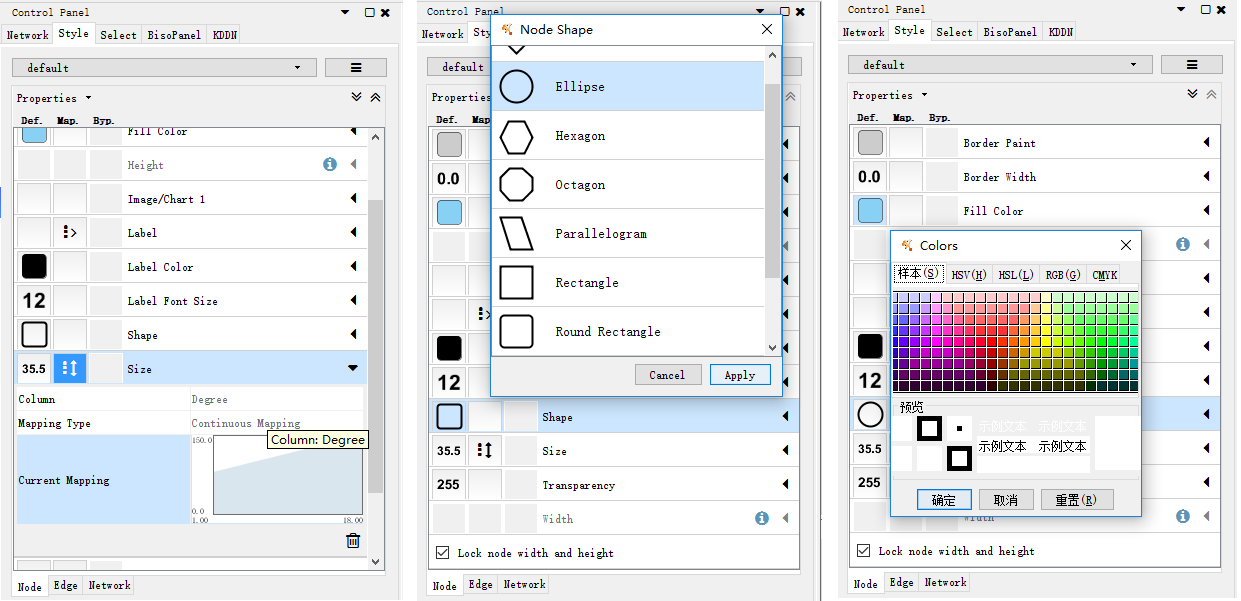 Control Panel
Network Style Select BisoPanel KDDN
default
Properties
Def. Map. Byp.
Fill Color
Height
Image/Chart 1
Label
Label Color
12 Label Font Size
Shape
35.5 Size
Column Degree
Mapping Type Continuous Mapping
Column: Degree
Current Mapping
150.0
0.0
1.00 18.00
Node Edge Network
Control Panel
Network Sty
default
Properties
Def. Map
0.0
12
Node Shape
Ellipse
Hexagon
Octagon
Parallelogram
Rectangle
Round Rectangle
Cancel Apply
Shape
35.5 Size
255 Transparency
Width
Lock node width and height
Node Edge Network
Control Panel
Network Style Select BisoPanel KDDN
default
Properties
Def. Map. Byp.
Border Paint
0.0 Border Width
Fill Color
12
35.5
255
Colors
样本(S) HSV(H) HSL(L) RGB(G) CMYK
预览
示例文本 示例文本
示例文本 示例文本
确定 取消 重置(R)
Width
Lock node width and height
Node Edge Network